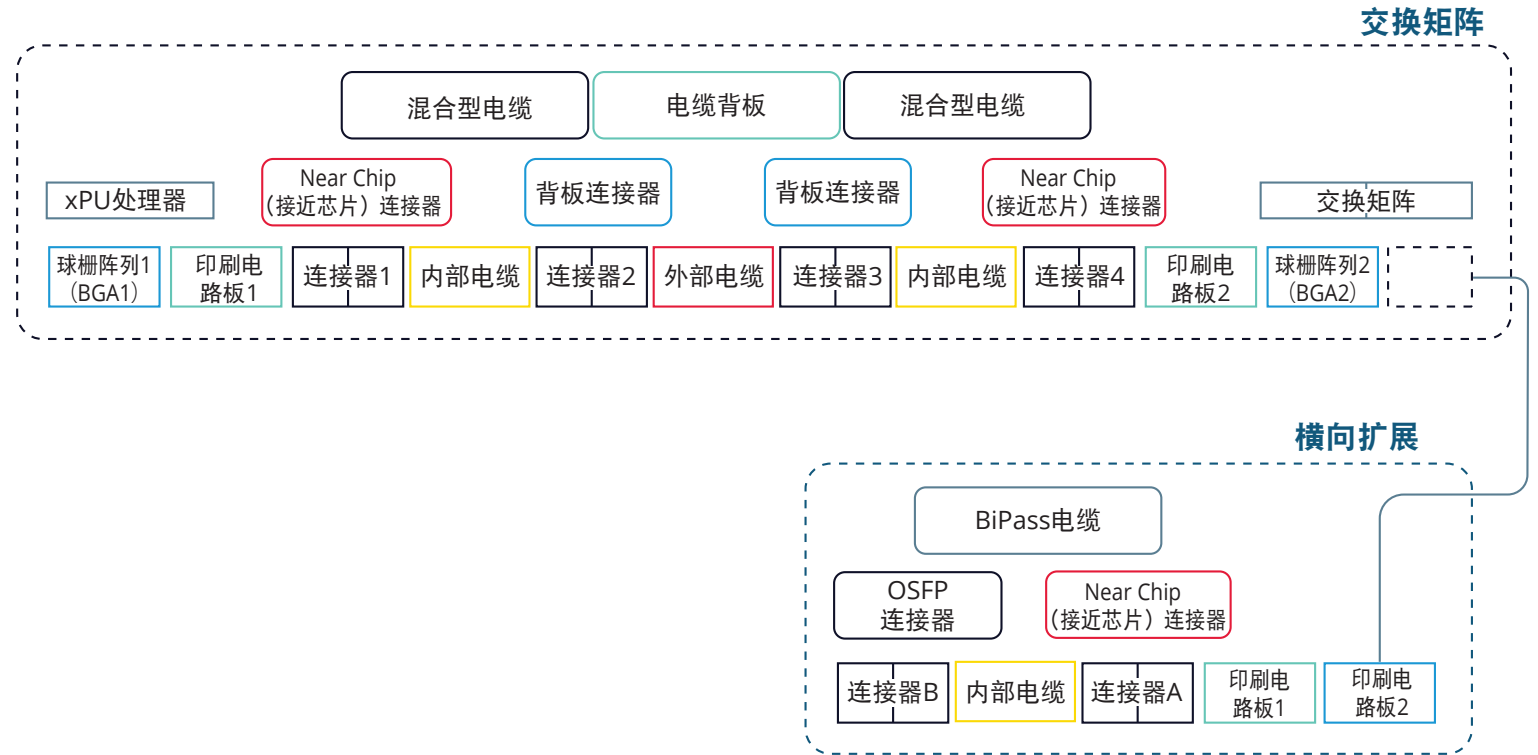 交换矩阵
混合型电缆
电缆背板
混合型电缆
Near Chip
（接近芯片）连接器
背板连接器
背板连接器
Near Chip
（接近芯片）连接器
xPU处理器
交换矩阵
球栅阵列1
（BGA1）
印刷电
路板1
连接器1
内部电缆
连接器2
外部电缆
连接器3
内部电缆
连接器4
印刷电
路板2
球栅阵列2
（BGA2）
横向扩展
BiPass电缆
OSFP
连接器
Near Chip
（接近芯片）连接器
连接器B
内部电缆
连接器A
印刷电
路板1
印刷电
路板2